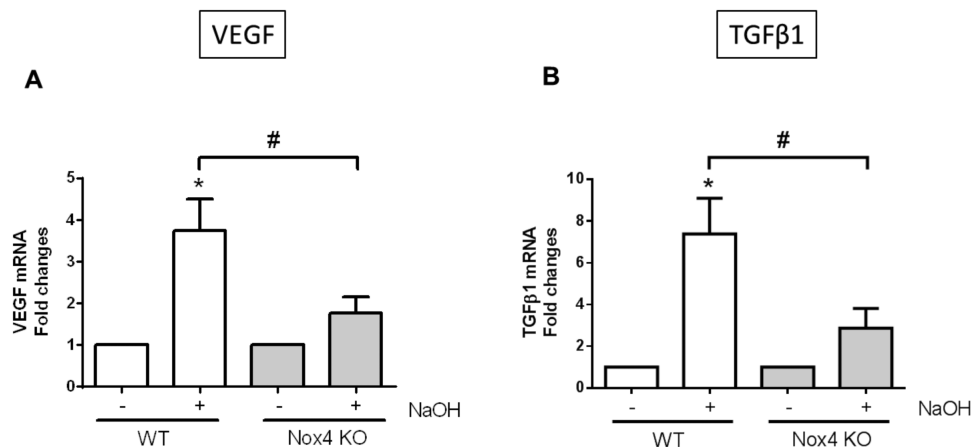 VEGF
A
#
*
5
4
3
2
1
0
VEGF mRNA
Fold changes
- + - + NaOH
WT Nox4 KO
TGFβ1
B
#
*
10
8
6
4
2
0
TGFβ1 mRNA
Fold changes
- + - + NaOH
WT Nox4 KO